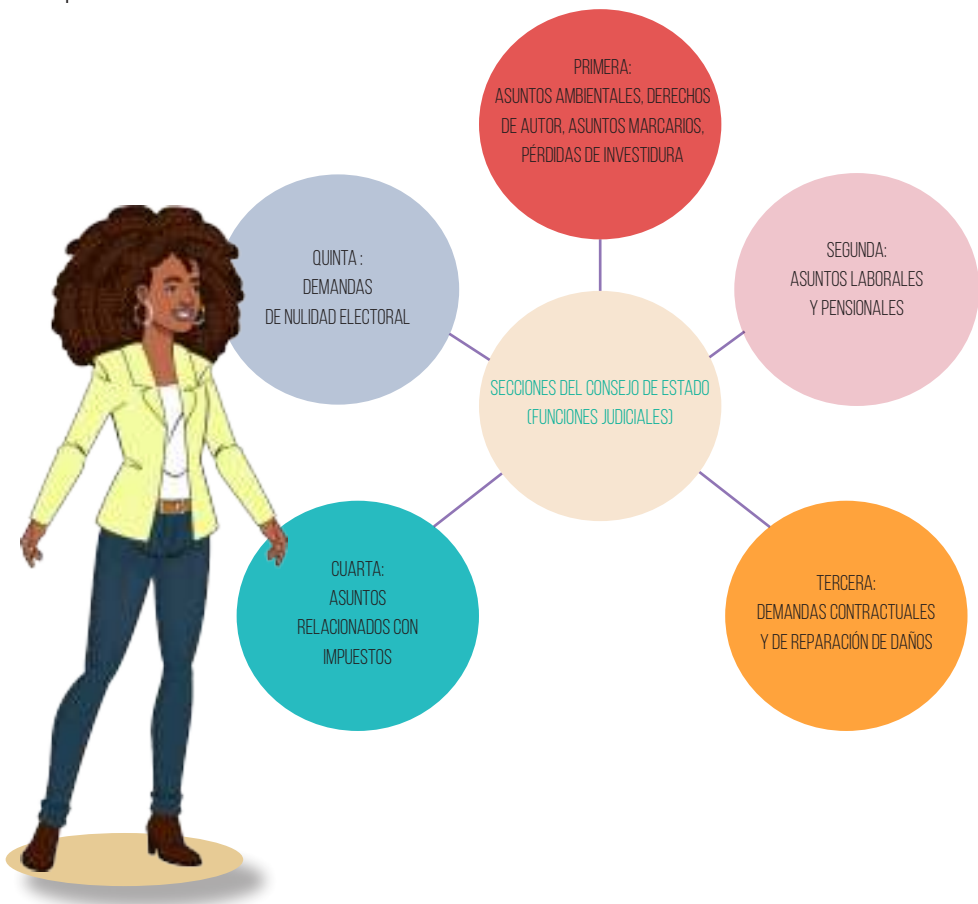 PRIMERA:
ASUNTOS AMBIENTALES, DERECHOS
DE AUTOR, ASUNTOS MARCARIOS,
PÉRDIDAS DE INVESTIDURA
SEGUNDA:
ASUNTOS LABORALES
Y PENSIONALES
TERCERA:
DEMANDAS CONTRACTUALES
Y DE REPARACIÓN DE DAÑOS
CUARTA:
ASUNTOS
RELACIONADOS CON
IMPUESTOS
QUINTA :
DEMANDAS
DE NULIDAD ELECTORAL
SECCIONES DEL CONSEJO DE ESTADO
(FUNCIONES JUDICIALES)